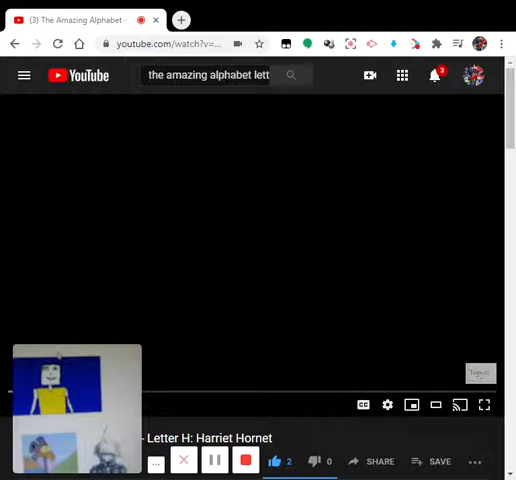 (3) The Amazing Alphabet -
youtube.com/watch?v=...
YouTube
the amazing alphabet lett
3
- Letter H: Harriet Hornet
2
0
SHARE
SAVE